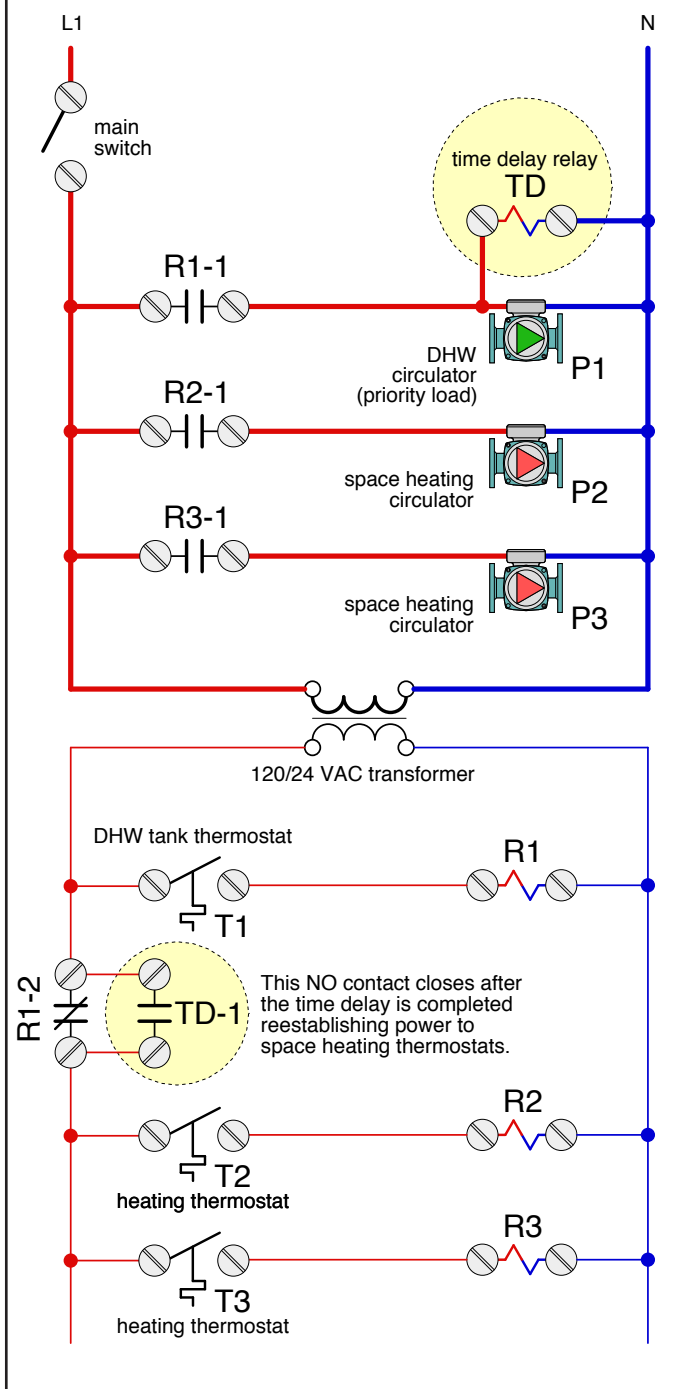 L1
N
main
switch
time delay relay
TD
R1-1
DHW
circulator
(priority load)
P1
R2-1
space heating
circulator
P2
R3-1
space heating
circulator
P3
120/24 VAC transformer
DHW tank thermostat
R1
T1
R1-2
TD-1
This NO contact closes after
the time delay is completed
reestablishing power to
space heating thermostats.
R2
T2
heating thermostat
R3
T3
heating thermostat